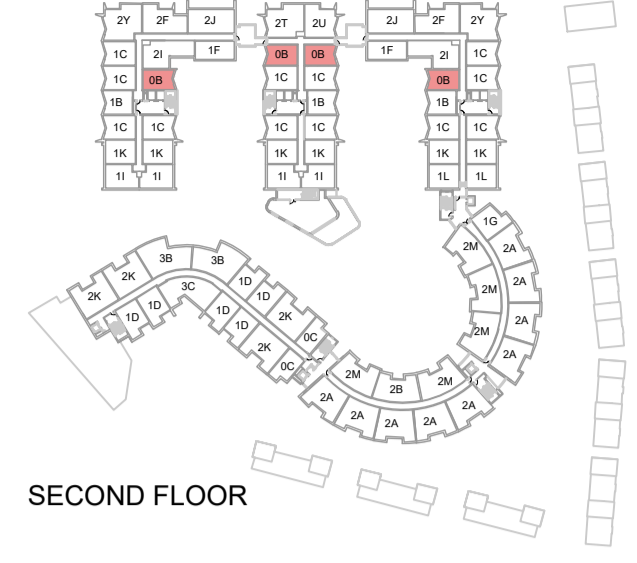 2Y 2F 2J 2T 2U 2J 2F 2Y
1C 2I 1F 0B 0B 1F 2I 1C
1C 0B 1C 1C 0B 1C
1B 1B 1B
1C 1C 1C 1C 1C 1C
1K 1K 1K 1K 1K 1K
1I 1I 1I 1I 1L 1L
1G
2M 2A
3B 3B
2K 2K 3C 1D 2A
1D 2M
1D 1D 1D 2K 2A
1D 2M
2K 0C 2A
0C 2M 2B 2M
2A 2A
2A 2A 2A
SECOND FLOOR